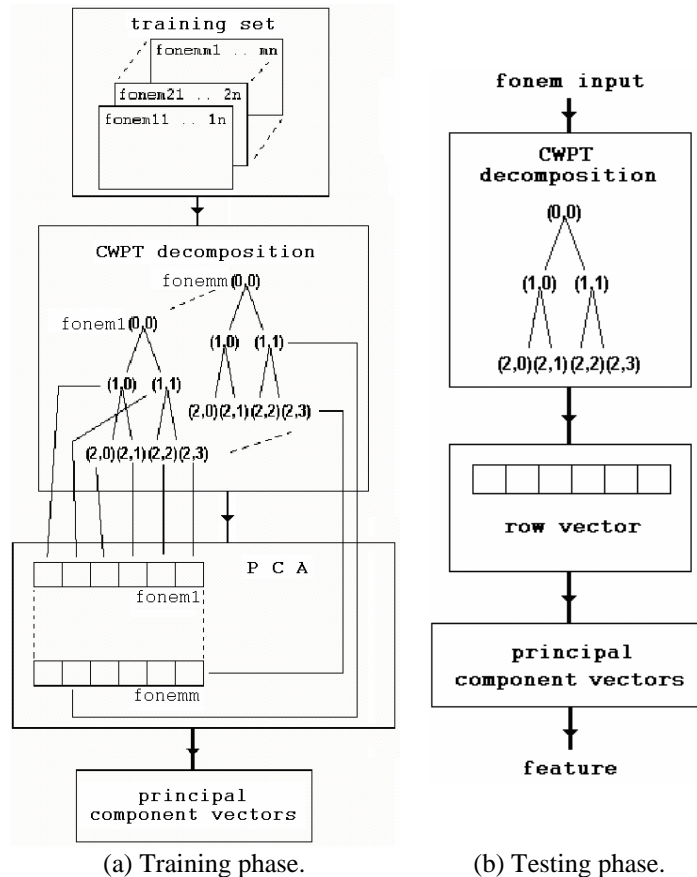 training set
fonemm1 .. mn
fonem21 .. 2n
fonem11 .. 1n
CWPT decomposition
fonemm(0,0)
fonem1(0,0)
(1,0) (1,1)
(1,0) (1,1)
(2,0)(2,1)(2,2)(2,3)
(2,0)(2,1)(2,2)(2,3)
P C A
fonem1
fonemm
principal
component vectors
(a) Training phase.
fonem input
CWPT
decomposition
(0,0)
(1,0) (1,1)
(2,0)(2,1) (2,2)(2,3)
row vector
principal
component vectors
feature
(b) Testing phase.